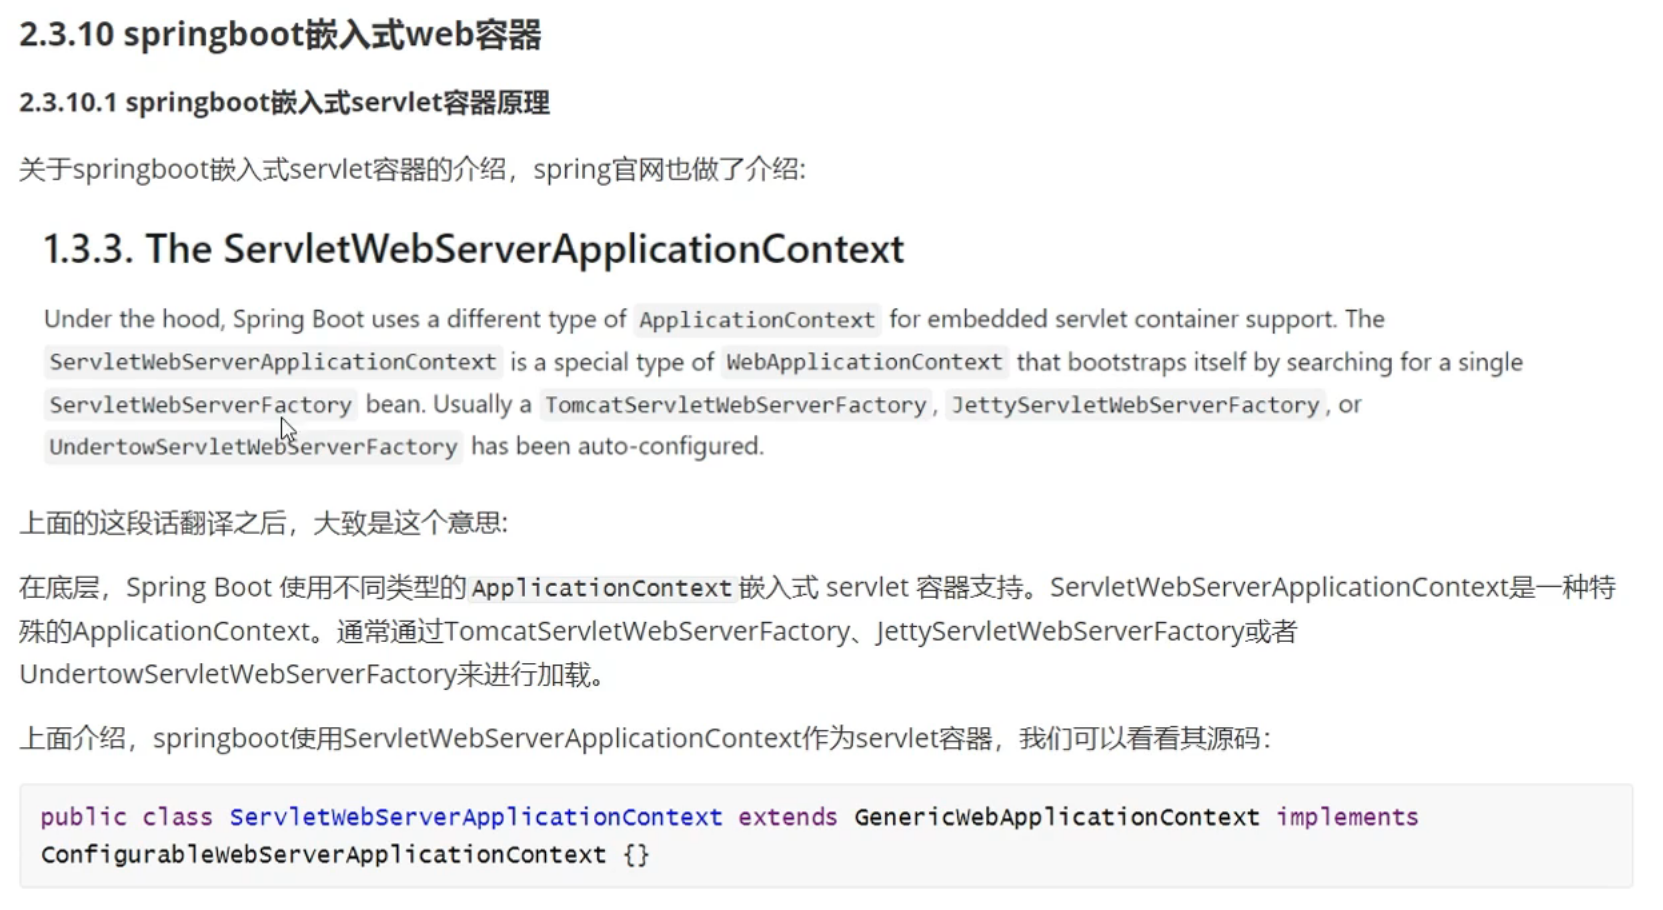 2.3.10 springboot嵌入式web容器
2.3.10.1 springboot嵌入式servlet容器原理
关于springboot嵌入式servlet容器的介绍，spring官网也做了介绍:
1.3.3. The ServletWebServerApplicationContext
Under the hood, Spring Boot uses a different type of ApplicationContext for embedded servlet container support. The
ServletWebServerApplicationContext is a special type of WebApplicationContext that bootstraps itself by searching for a single
ServletWebServerFactory bean. Usually a TomcatServletWebServerFactory, JettyServletWebServerFactory, or
UndertowServletWebServerFactory has been auto-configured.
上面的这段话翻译之后，大致是这个意思:
在底层，Spring Boot 使用不同类型的ApplicationContext嵌入式 servlet 容器支持。ServletWebServerApplicationContext是一种特
殊的ApplicationContext。通常通过TomcatServletWebServerFactory、JettyServletWebServerFactory或者
UndertowServletWebServerFactory来进行加载。
上面介绍，springboot使用ServletWebServerApplicationContext作为servlet容器，我们可以看看其源码：
public class ServletWebServerApplicationContext extends GenericWebApplicationContext implements
ConfigurableWebServerApplicationContext {}